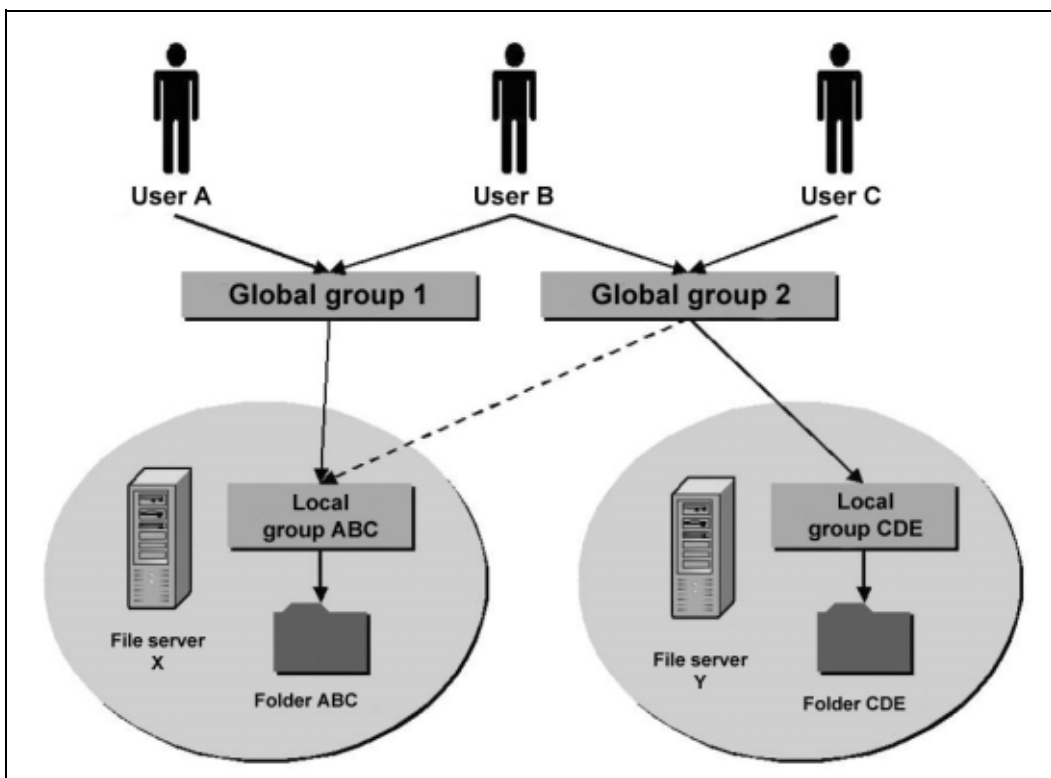 User A
User B
User C
Global group 1
Global group 2
Local
group ABC
File server
X
Folder ABC
Local
group CDE
File server
Y
Folder CDE